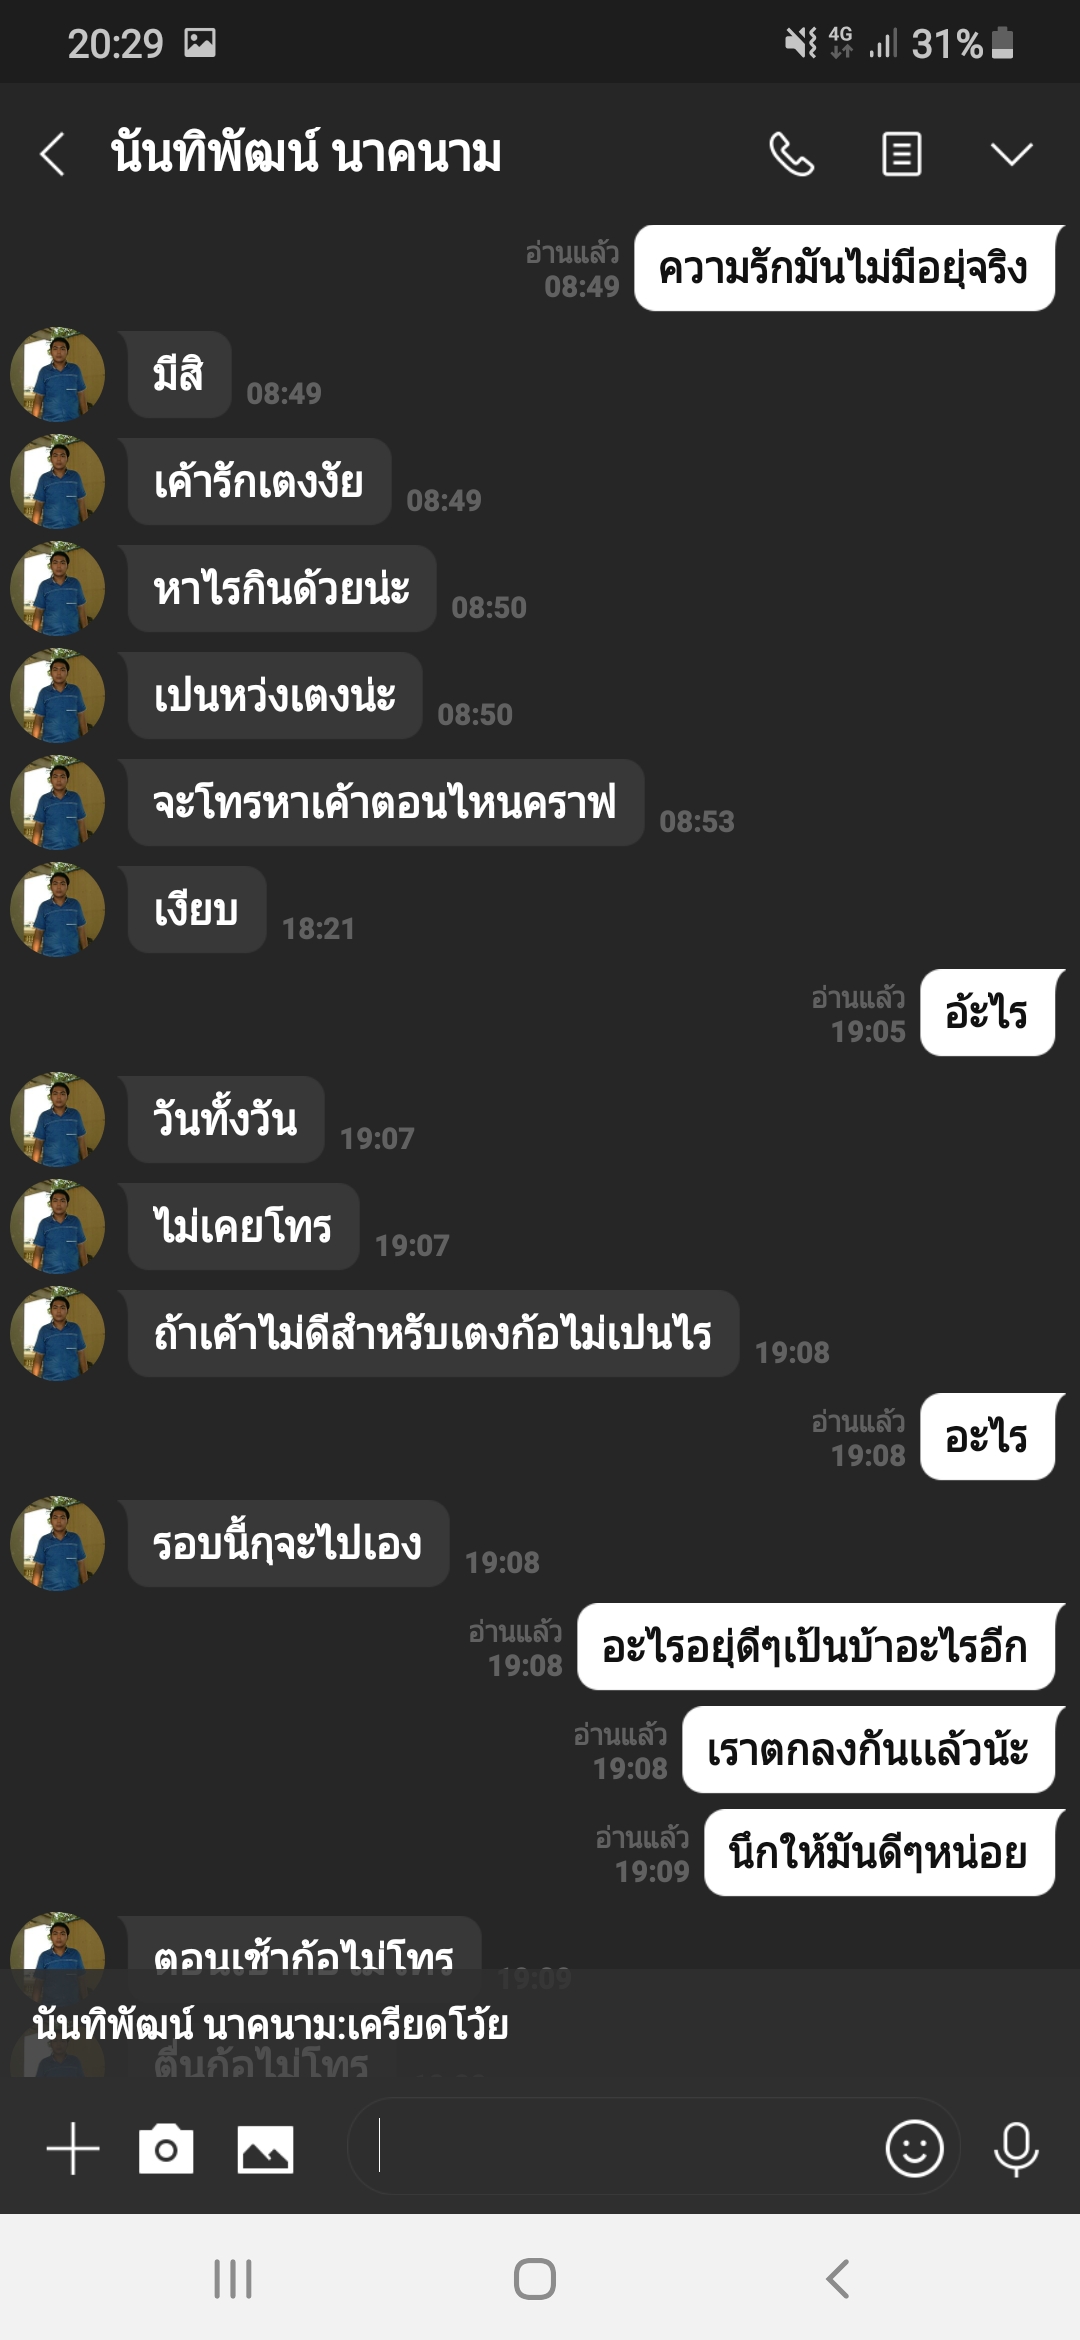 20:29
4G 31%
นันทิพัฒน์ นาคนาม
อ่านแล้ว
08:49
ความรักมันไม่มีอยุ่จริง
มีสิ
08:49
เค้ารักเตงงัย
08:49
หาไรกินด้วยน่ะ
08:50
เปนหว่งเตงน่ะ
08:50
จะโทรหาเค้าตอนไหนคราฟ
08:53
เงียบ
18:21
อ่านแล้ว
19:05
อ้ะไร
วันทั้งวัน
19:07
ไม่เคยโทร
19:07
ถ้าเค้าไม่ดีสำหรับเตงก้อไม่เปนไร
19:08
อ่านแล้ว
19:08
อะไร
รอบนี้กุจะไปเอง
19:08
อ่านแล้ว
19:08
อะไรอยุ่ดีๆเป้นบ้าอะไรอีก
อ่านแล้ว
19:08
เราตกลงกันแล้วน้ะ
อ่านแล้ว
19:09
นึกให้มันดีๆหน่อย
ตอนเช้าก้อไม่โทร
19:09
นันทิพัฒน์ นาคนาม:เครียดโว้ย
ตื่นก้อไม่โทร